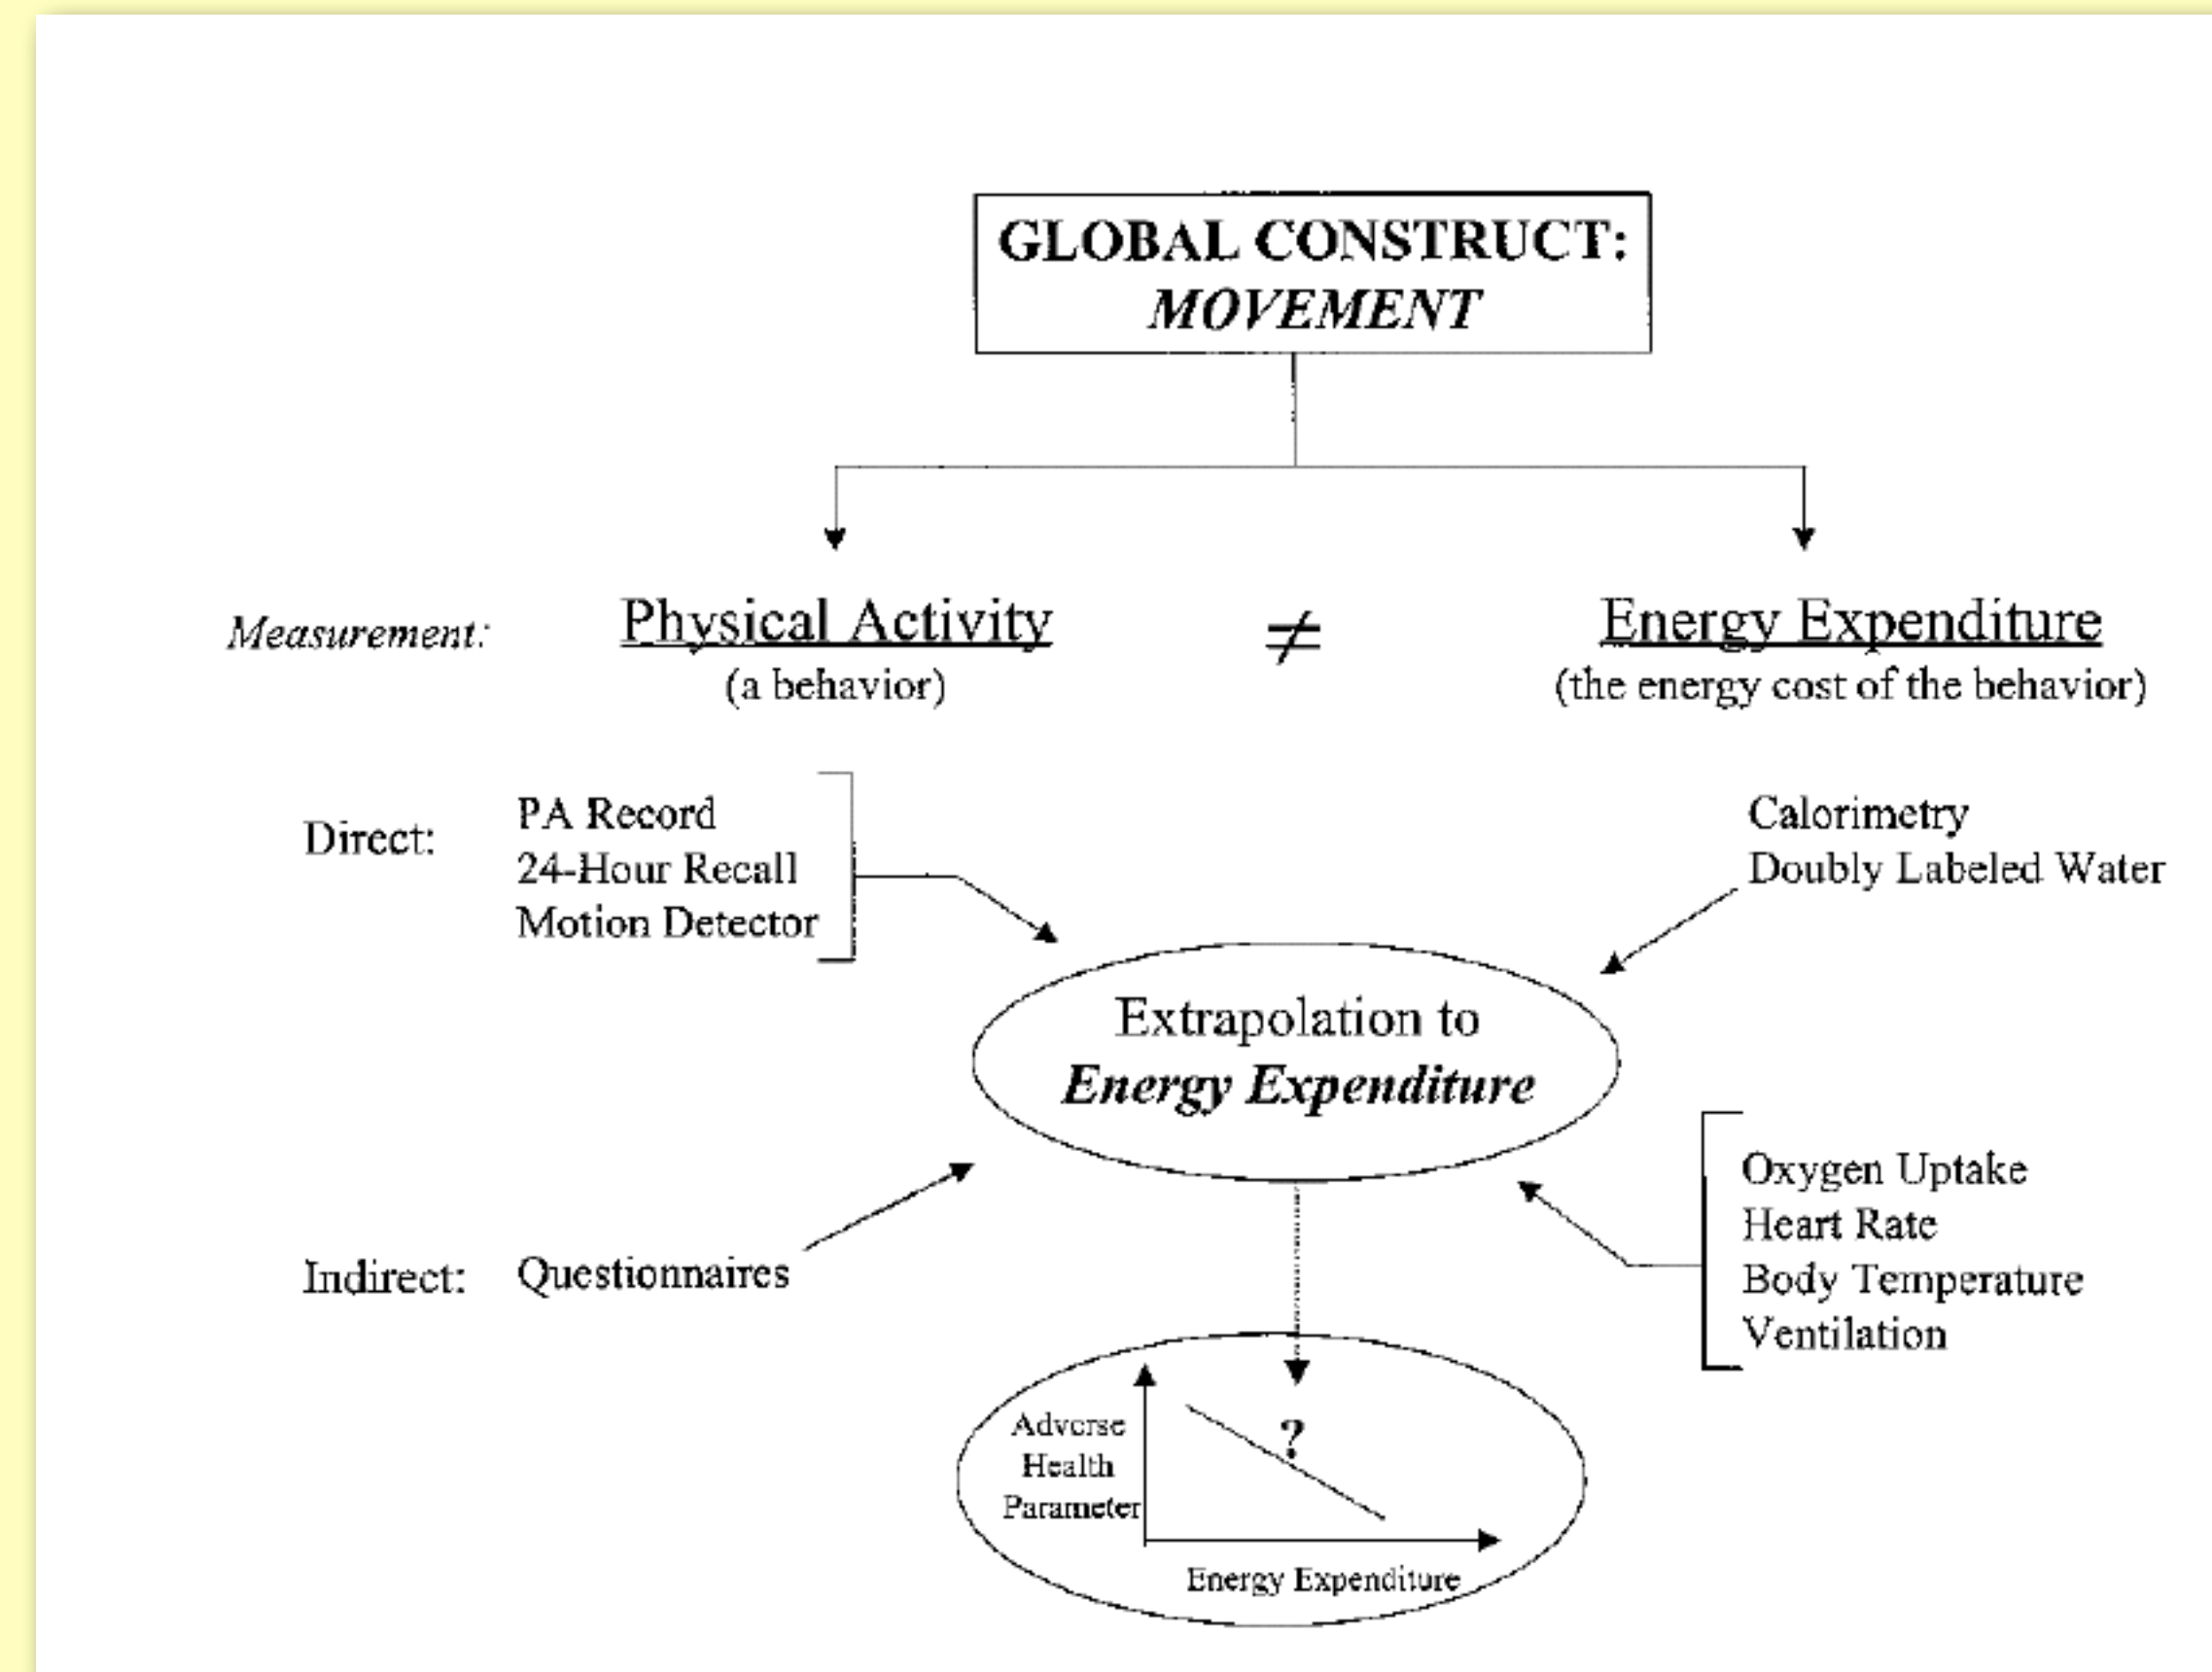 GLOBAL CONSTRUCT:
MOVEMENT
Measurement:
Physical Activity
(a behavior)
≠
Energy Expenditure
(the energy cost of the behavior)
Direct:
PA Record
24-Hour Recall
Motion Detector
Calorimetry
Doubly Labeled Water
Extrapolation to
Energy Expenditure
Indirect:
Questionnaires
Oxygen Uptake
Heart Rate
Body Temperature
Ventilation
Adverse
Health
Parameter
?
Energy Expenditure